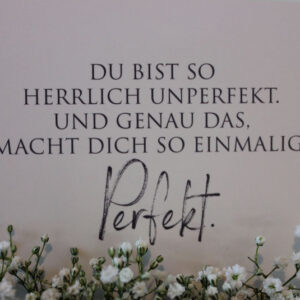 DU BIST SO
HERRLICH UNPERFEKT.
UND GENAU DAS,
MACHT DICH SO EINMALIG
Perfekt.